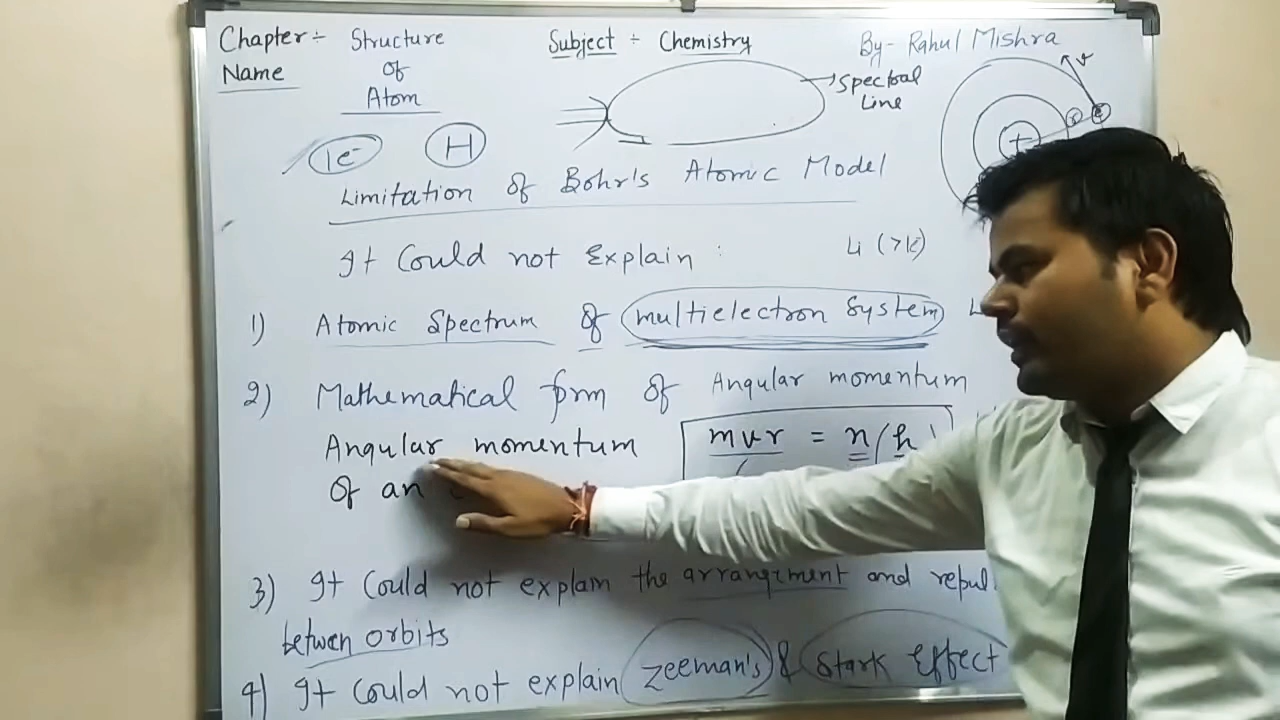 Chapter ÷ Structure Of Atom
Name
Subject ÷ Chemistry
By- Rahul Mishra
Spectral Line
v
e
+
1e-
H
Limitation of Bohr's Atomic Model
It Could not Explain :
Li (>1e)
1) Atomic Spectrum of multielectron System
2) Mathematical form of Angular momentum
Angular momentum
mvr = n(h
Of an
3) It Could not explain the arrangement and
betwen orbits
4) It Could not explain Zeeman's & Stark Effect